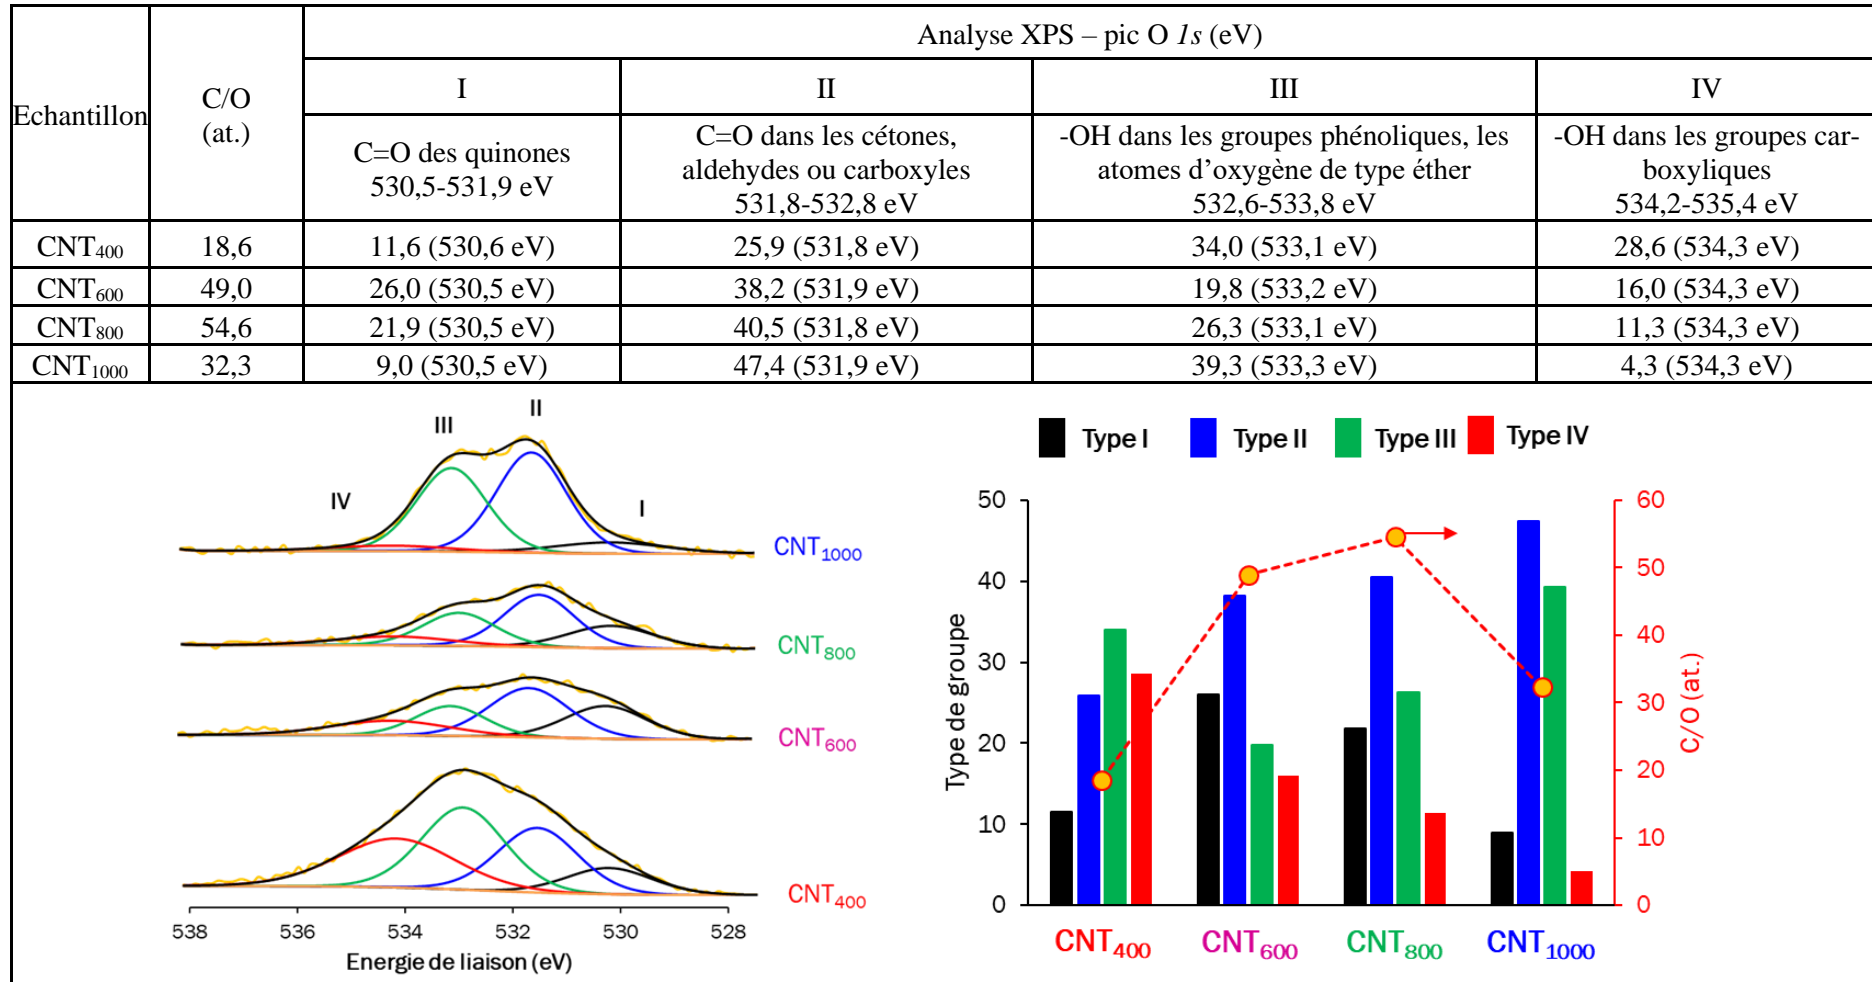 Analyse XPS – pic O 1s (eV)
Echantillon
C/O
(at.)
I
II
III
IV
C=O des quinones
530,5-531,9 eV
C=O dans les cétones,
aldehydes ou carboxyles
531,8-532,8 eV
-OH dans les groupes phénoliques, les
atomes d’oxygène de type éther
532,6-533,8 eV
-OH dans les groupes car-
boxyliques
534,2-535,4 eV
CNT400 18,6 11,6 (530,6 eV) 25,9 (531,8 eV) 34,0 (533,1 eV) 28,6 (534,3 eV)
CNT600 49,0 26,0 (530,5 eV) 38,2 (531,9 eV) 19,8 (533,2 eV) 16,0 (534,3 eV)
CNT800 54,6 21,9 (530,5 eV) 40,5 (531,8 eV) 26,3 (533,1 eV) 11,3 (534,3 eV)
CNT1000 32,3 9,0 (530,5 eV) 47,4 (531,9 eV) 39,3 (533,3 eV) 4,3 (534,3 eV)
II
III
IV
I
CNT1000
CNT800
CNT600
CNT400
538 536 534 532 530 528
Energie de liaison (eV)
Type I Type II Type III Type IV
50
40
30
20
10
0
Type de groupe
60
50
40
30
20
10
0
C/O (at.)
CNT400 CNT600 CNT800 CNT1000